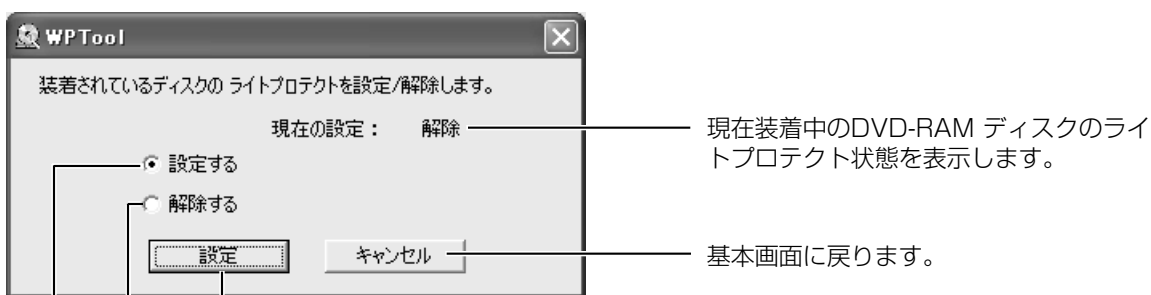 WPTool
装着されているディスクの ライトプロテクトを設定/解除します。
現在の設定： 解除
現在装着中のDVD-RAM ディスクのライ
トプロテクト状態を表示します。
設定する
解除する
設定
キャンセル
基本画面に戻ります。